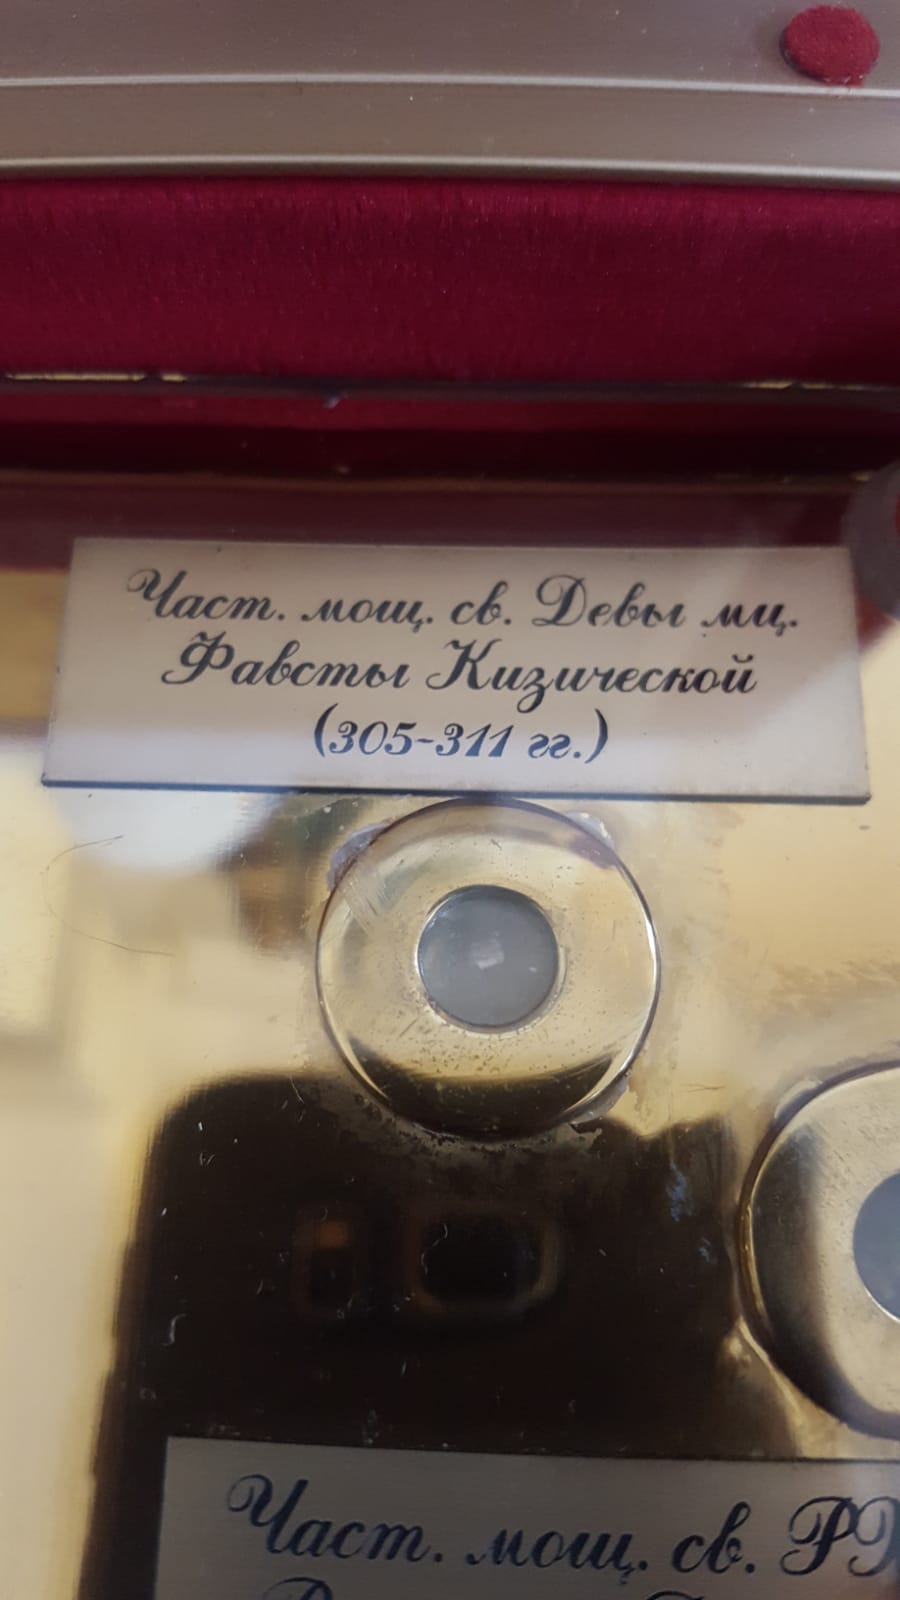 Част. мощ. св. Девы мц.
Фавсты Кизической
(305-311 гг.)
Част. мощ. св.